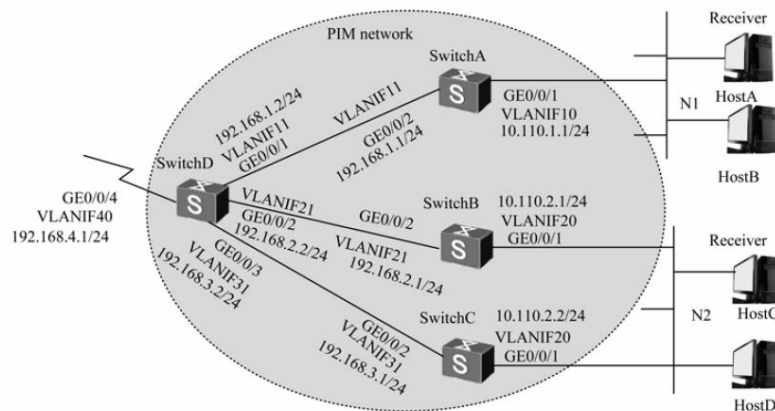 PIM network
Receiver
SwitchA
HostA
N1
HostB
GE0/0/1
VLANIF10
10.110.1.1/24
VLANIF11
GE0/0/2
192.168.1.1/24
192.168.1.2/24
VLANIF11
GE0/0/1
SwitchD
GE0/0/4
VLANIF40
192.168.4.1/24
VLANIF21
GE0/0/2
192.168.2.2/24
GE0/0/2
VLANIF21
192.168.2.1/24
SwitchB
10.110.2.1/24
VLANIF20
GE0/0/1
Receiver
HostC
N2
HostD
GE0/0/3
VLANIF31
192.168.3.2/24
GE0/0/2
VLANIF31
192.168.3.1/24
SwitchC
10.110.2.2/24
VLANIF20
GE0/0/1
S
S
S
S